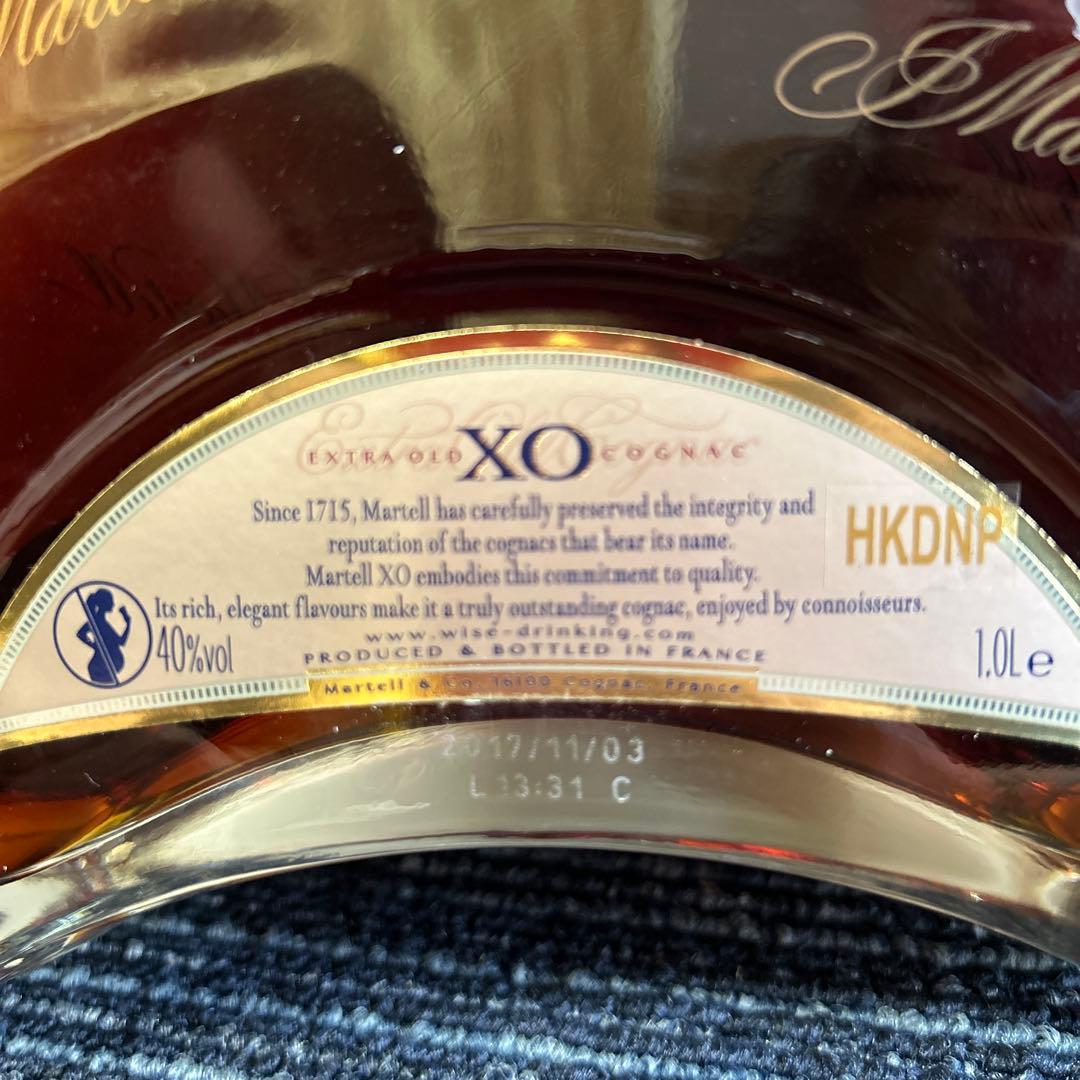 EXTRA OLD XO COGNAC
Since 1715, Martell has carefully preserved the integrity and
reputation of the cognacs that bear its name.
HKDNP
Martell XO embodies this commitment to quality.
Its rich, elegant flavours make it a truly outstanding cognac, enjoyed by connoisseurs.
www.wise-drinking.com
40%vol
PRODUCED & BOTTLED IN FRANCE
1.0L e
Martell & Co, 16100 Cognac, France
2017/11/03
L 13:31 C